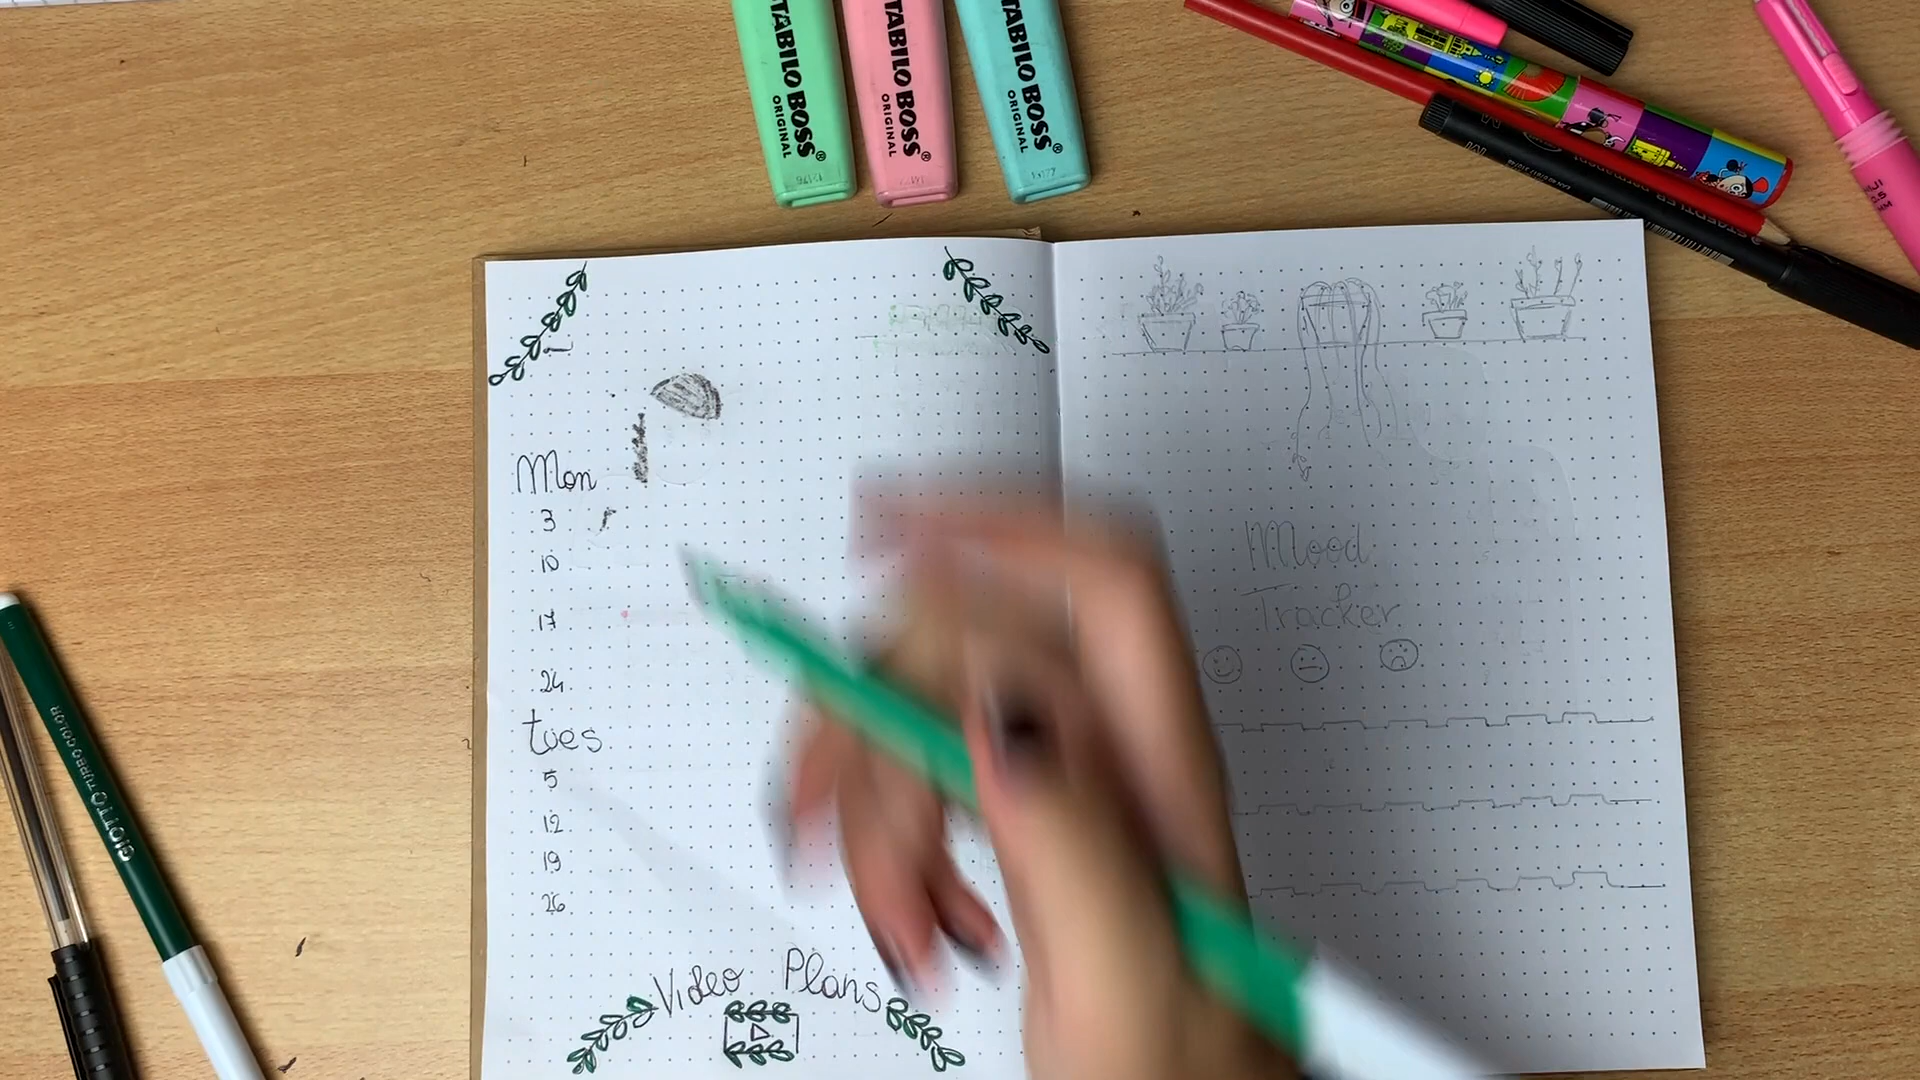 STABILO BOSS®
ORIGINAL
STABILO BOSS®
ORIGINAL
STABILO BOSS®
ORIGINAL
Mon
3
10
17
24
tues
5
12
19
26
Video Plans
Mood
Tracker
GIOTTO TURBO COLOR
STAEDTLER